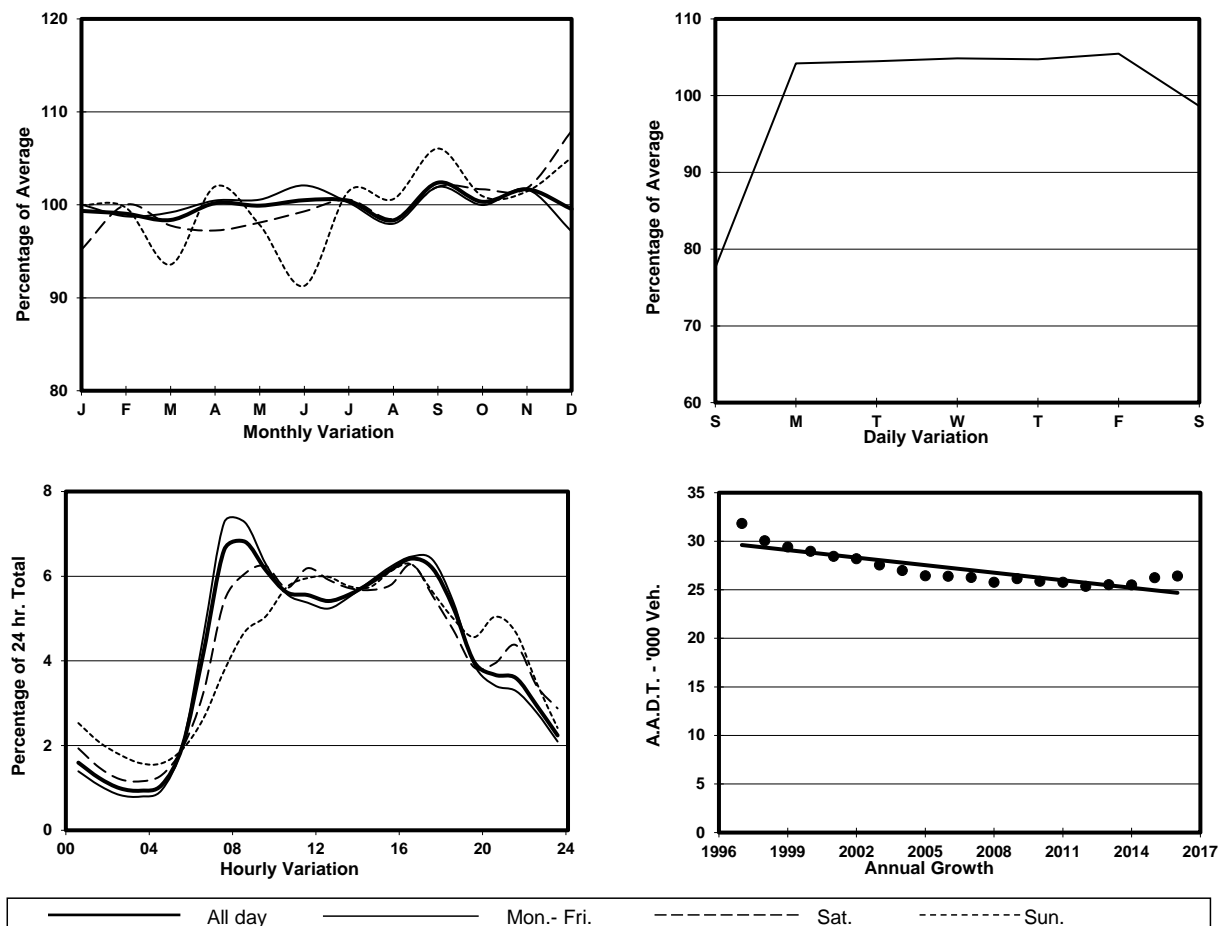 120
110
100
90
80
Percentage of Average
J F M A M J J A S O N D
Monthly Variation
110
100
90
80
70
60
Percentage of Average
S M T W T F S
Daily Variation
8
6
4
2
0
Percentage of 24 hr. Total
00 04 08 12 16 20 24
Hourly Variation
35
30
25
20
15
10
5
0
A.A.D.T. - '000 Veh.
1996 1999 2002 2005 2008 2011 2014 2017
Annual Growth
All day Mon.- Fri. Sat. Sun.